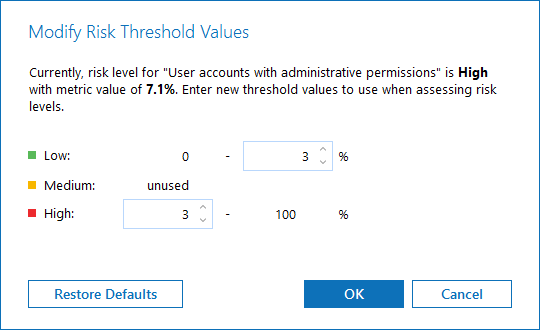 Modify Risk Threshold Values
Currently, risk level for "User accounts with administrative permissions" is High
with metric value of 7.1%. Enter new threshold values to use when assessing risk
levels.
Low: 0 - 3 %
Medium: unused
High: 3 - 100 %
Restore Defaults OK Cancel